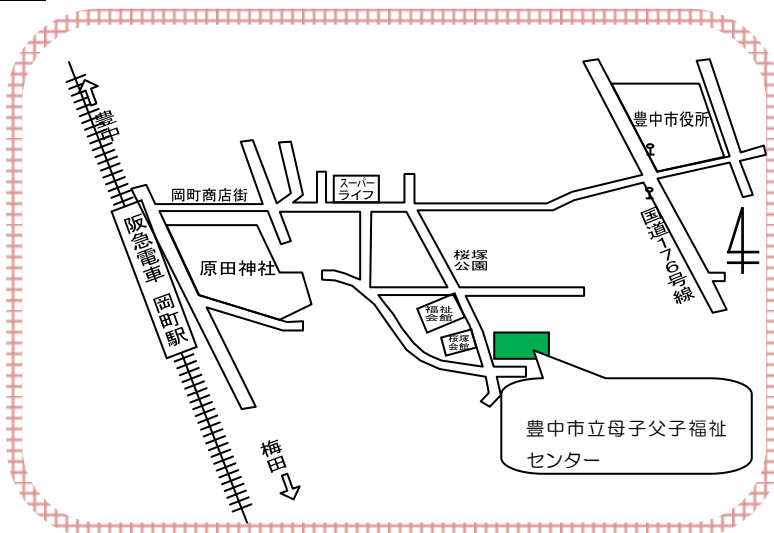 豊中
岡町商店街
スーパー
ライフ
豊中市役所
阪急電車 岡町駅
原田神社
桜塚
公園
国道176号線
福祉
会館
桜塚
会館
梅田
豊中市立母子父子福祉
センター